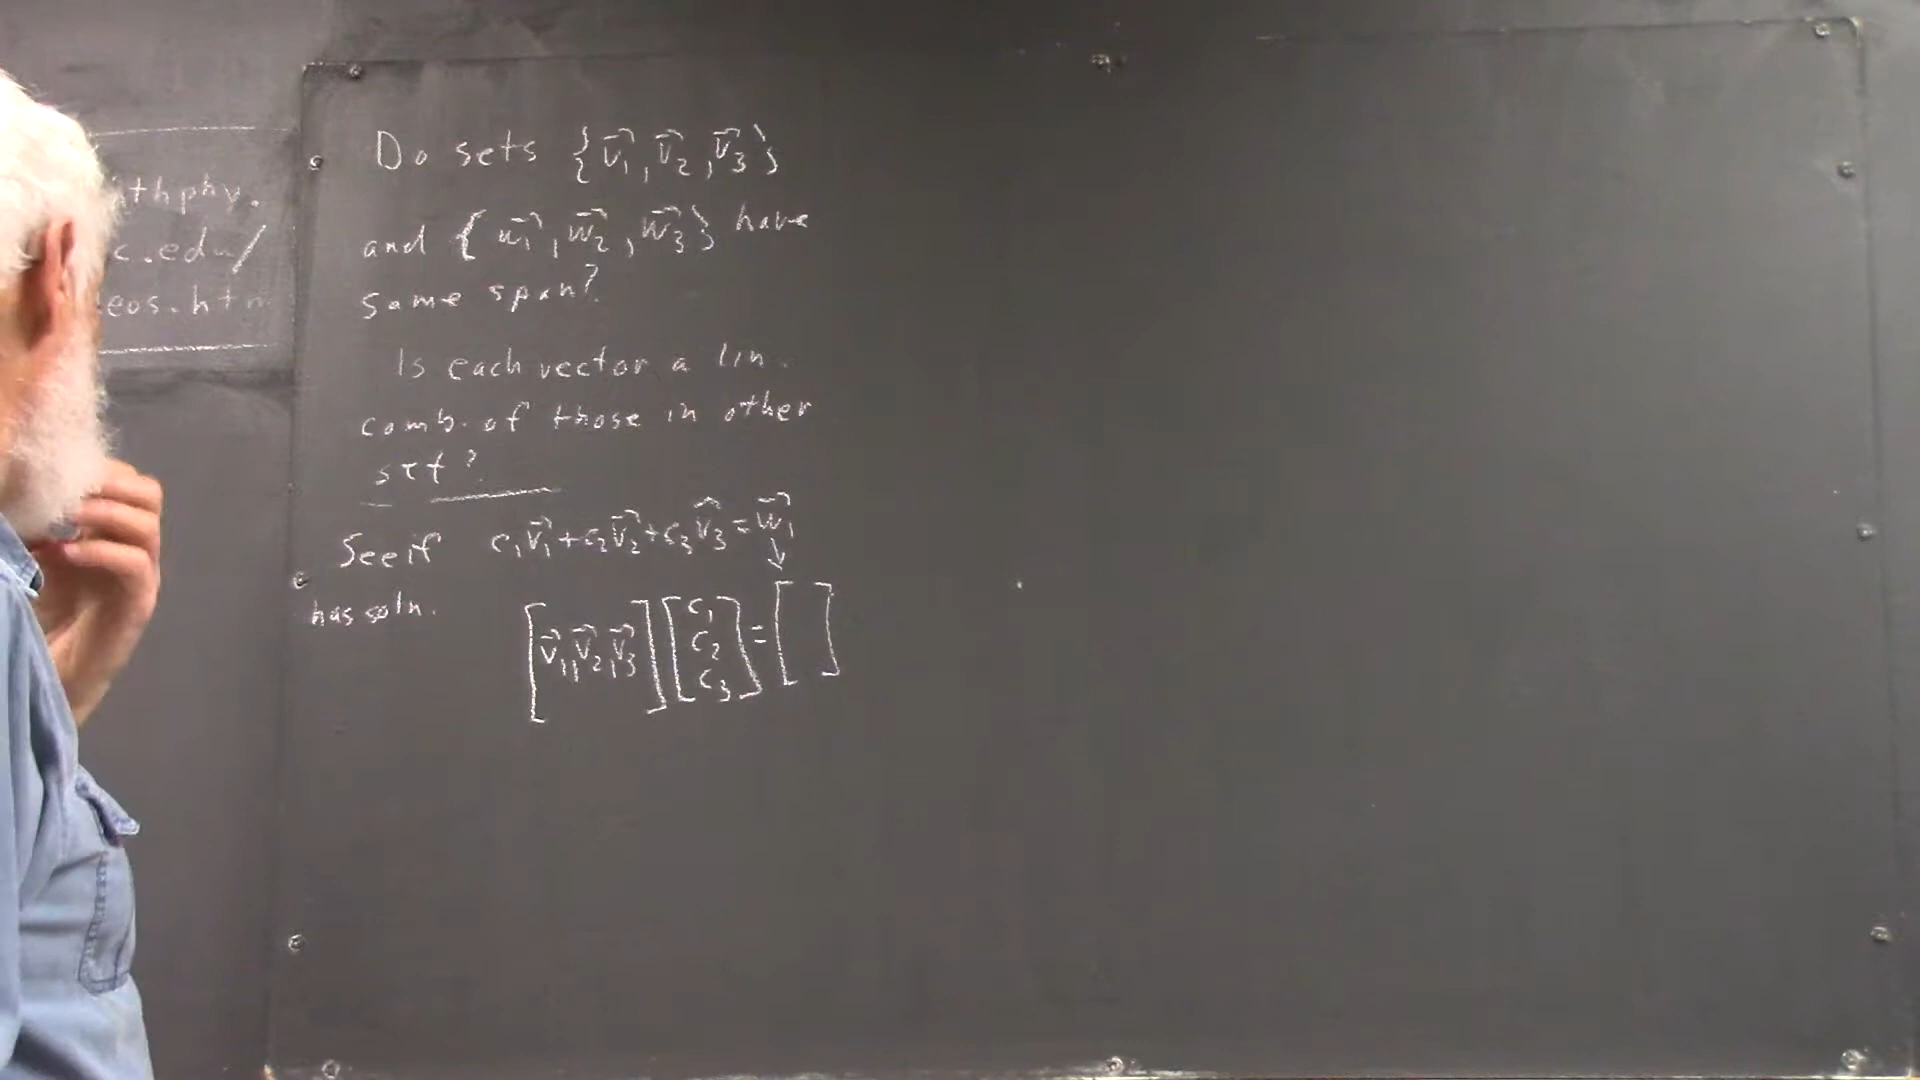 thphy.
c.edu/
eos.htm
Do sets {v⃗₁, v⃗₂, v⃗₃}
and {w⃗₁, w⃗₂, w⃗₃} have
same span?
Is each vector a lin.
comb. of those in other
set?
See if c₁v⃗₁+c₂v⃗₂+c₃v⃗₃=w⃗₁
has soln.
↓
[v⃗₁, v⃗₂, v⃗₃] [c₁ c₂ c₃] = [ ]